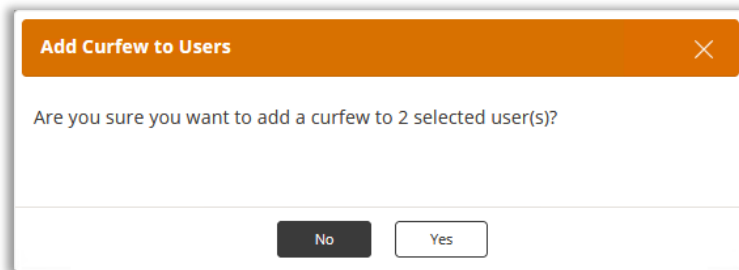 Add Curfew to Users
Are you sure you want to add a curfew to 2 selected user(s)?
No
Yes